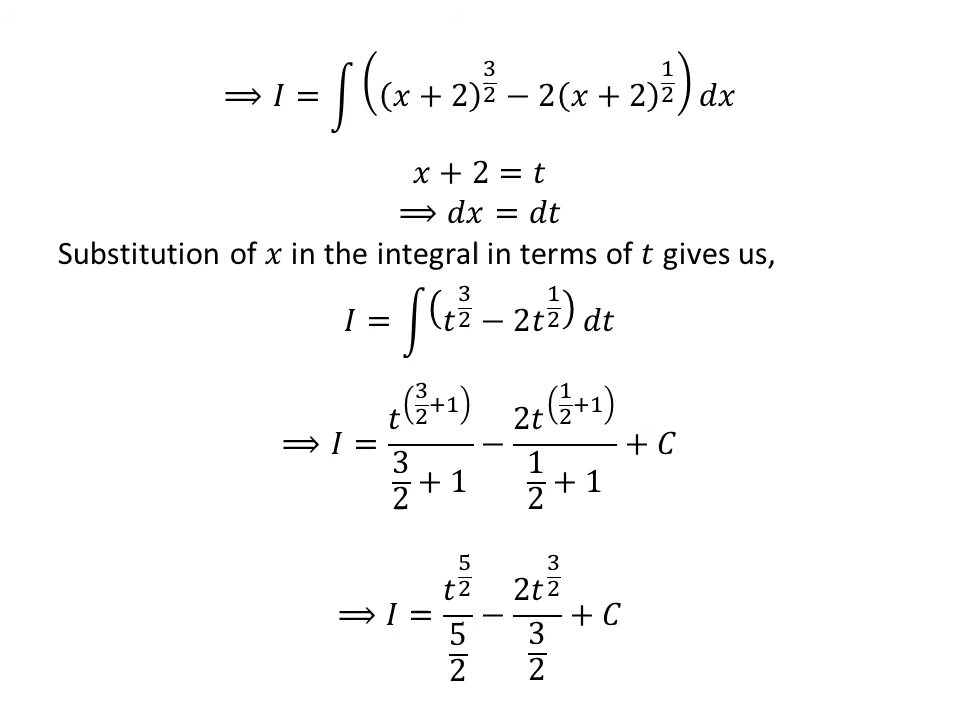 ⟹ I = ∫ ((x + 2)^(3/2) − 2(x + 2)^(1/2)) dx
x + 2 = t
⟹ dx = dt
Substitution of x in the integral in terms of t gives us,
I = ∫ (t^(3/2) − 2t^(1/2)) dt
⟹ I = t^(3/2+1) / (3/2 + 1) − 2t^(1/2+1) / (1/2 + 1) + C
⟹ I = t^(5/2) / (5/2) − 2t^(3/2) / (3/2) + C